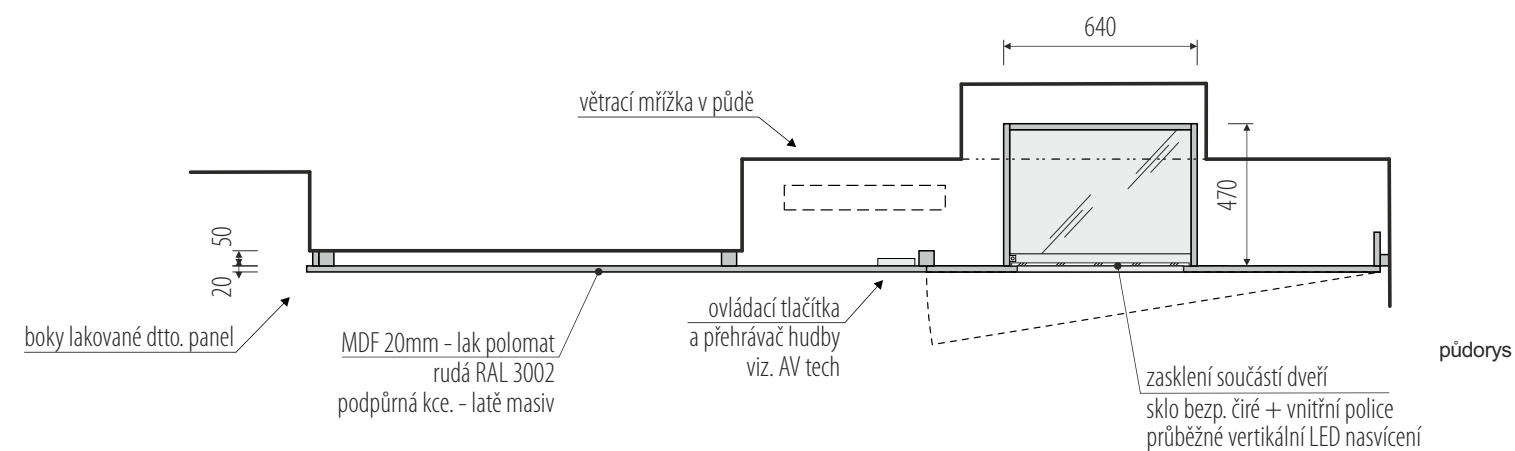 640
větrací mřížka v půdě
470
50
20
boky lakované dtto. panel
MDF 20mm - lak polomat
rudá RAL 3002
podpůrná kce. - latě masiv
ovládací tlačítka
a přehrávač hudby
viz. AV tech
půdorys
zasklení součástí dveří
sklo bezp. čiré + vnitřní police
průběžné vertikální LED nasvícení